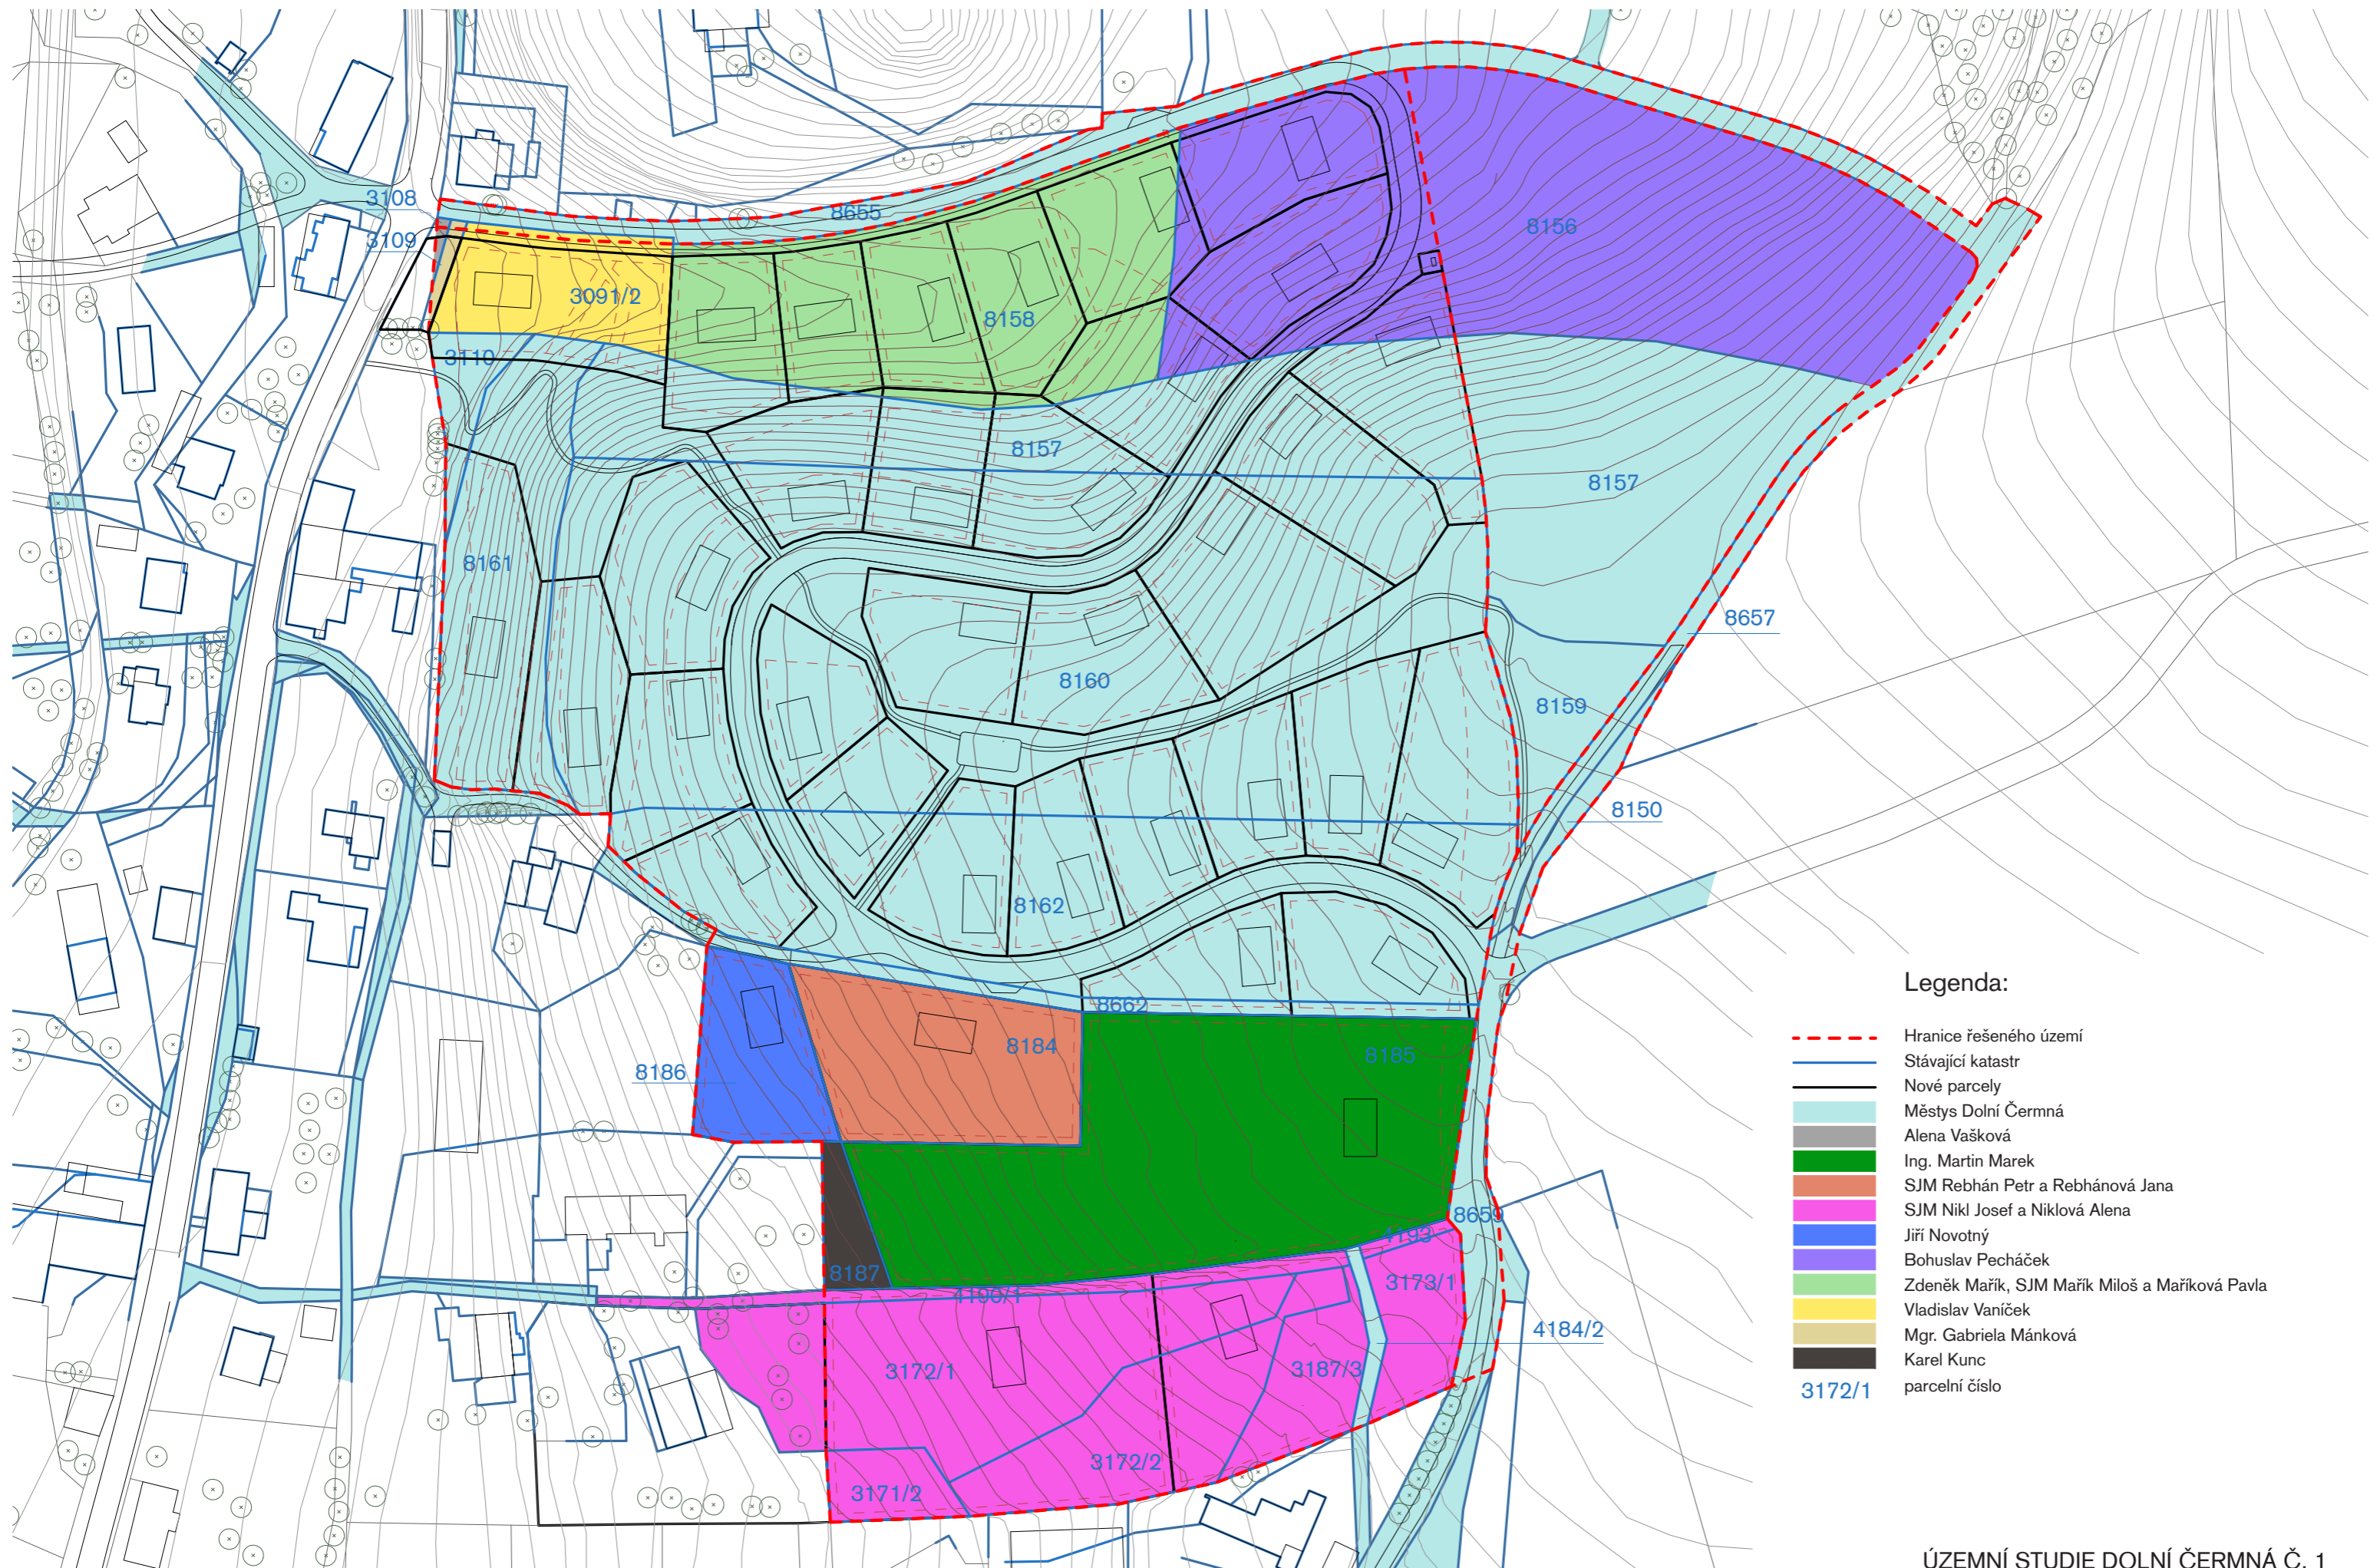 3108
8655
3109
8156
3091/2
8158
3110
8157
8157
8161
8657
8160
8159
8150
8162
8662
8184
8185
8186
8659
4193
8187
3173/1
4190/1
4184/2
3172/1
3187/3
3172/2
3171/2
Legenda:
Hranice řešeného území
Stávající katastr
Nové parcely
Městys Dolní Čermná
Alena Vašková
Ing. Martin Marek
SJM Rebhán Petr a Rebhánová Jana
SJM Nikl Josef a Niklová Alena
Jiří Novotný
Bohuslav Pecháček
Zdeněk Mařík, SJM Mařík Miloš a Maříková Pavla
Vladislav Vaníček
Mgr. Gabriela Mánková
Karel Kunc
3172/1 parcelní číslo
ÚZEMNÍ STUDIE DOLNÍ ČERMNÁ Č. 1